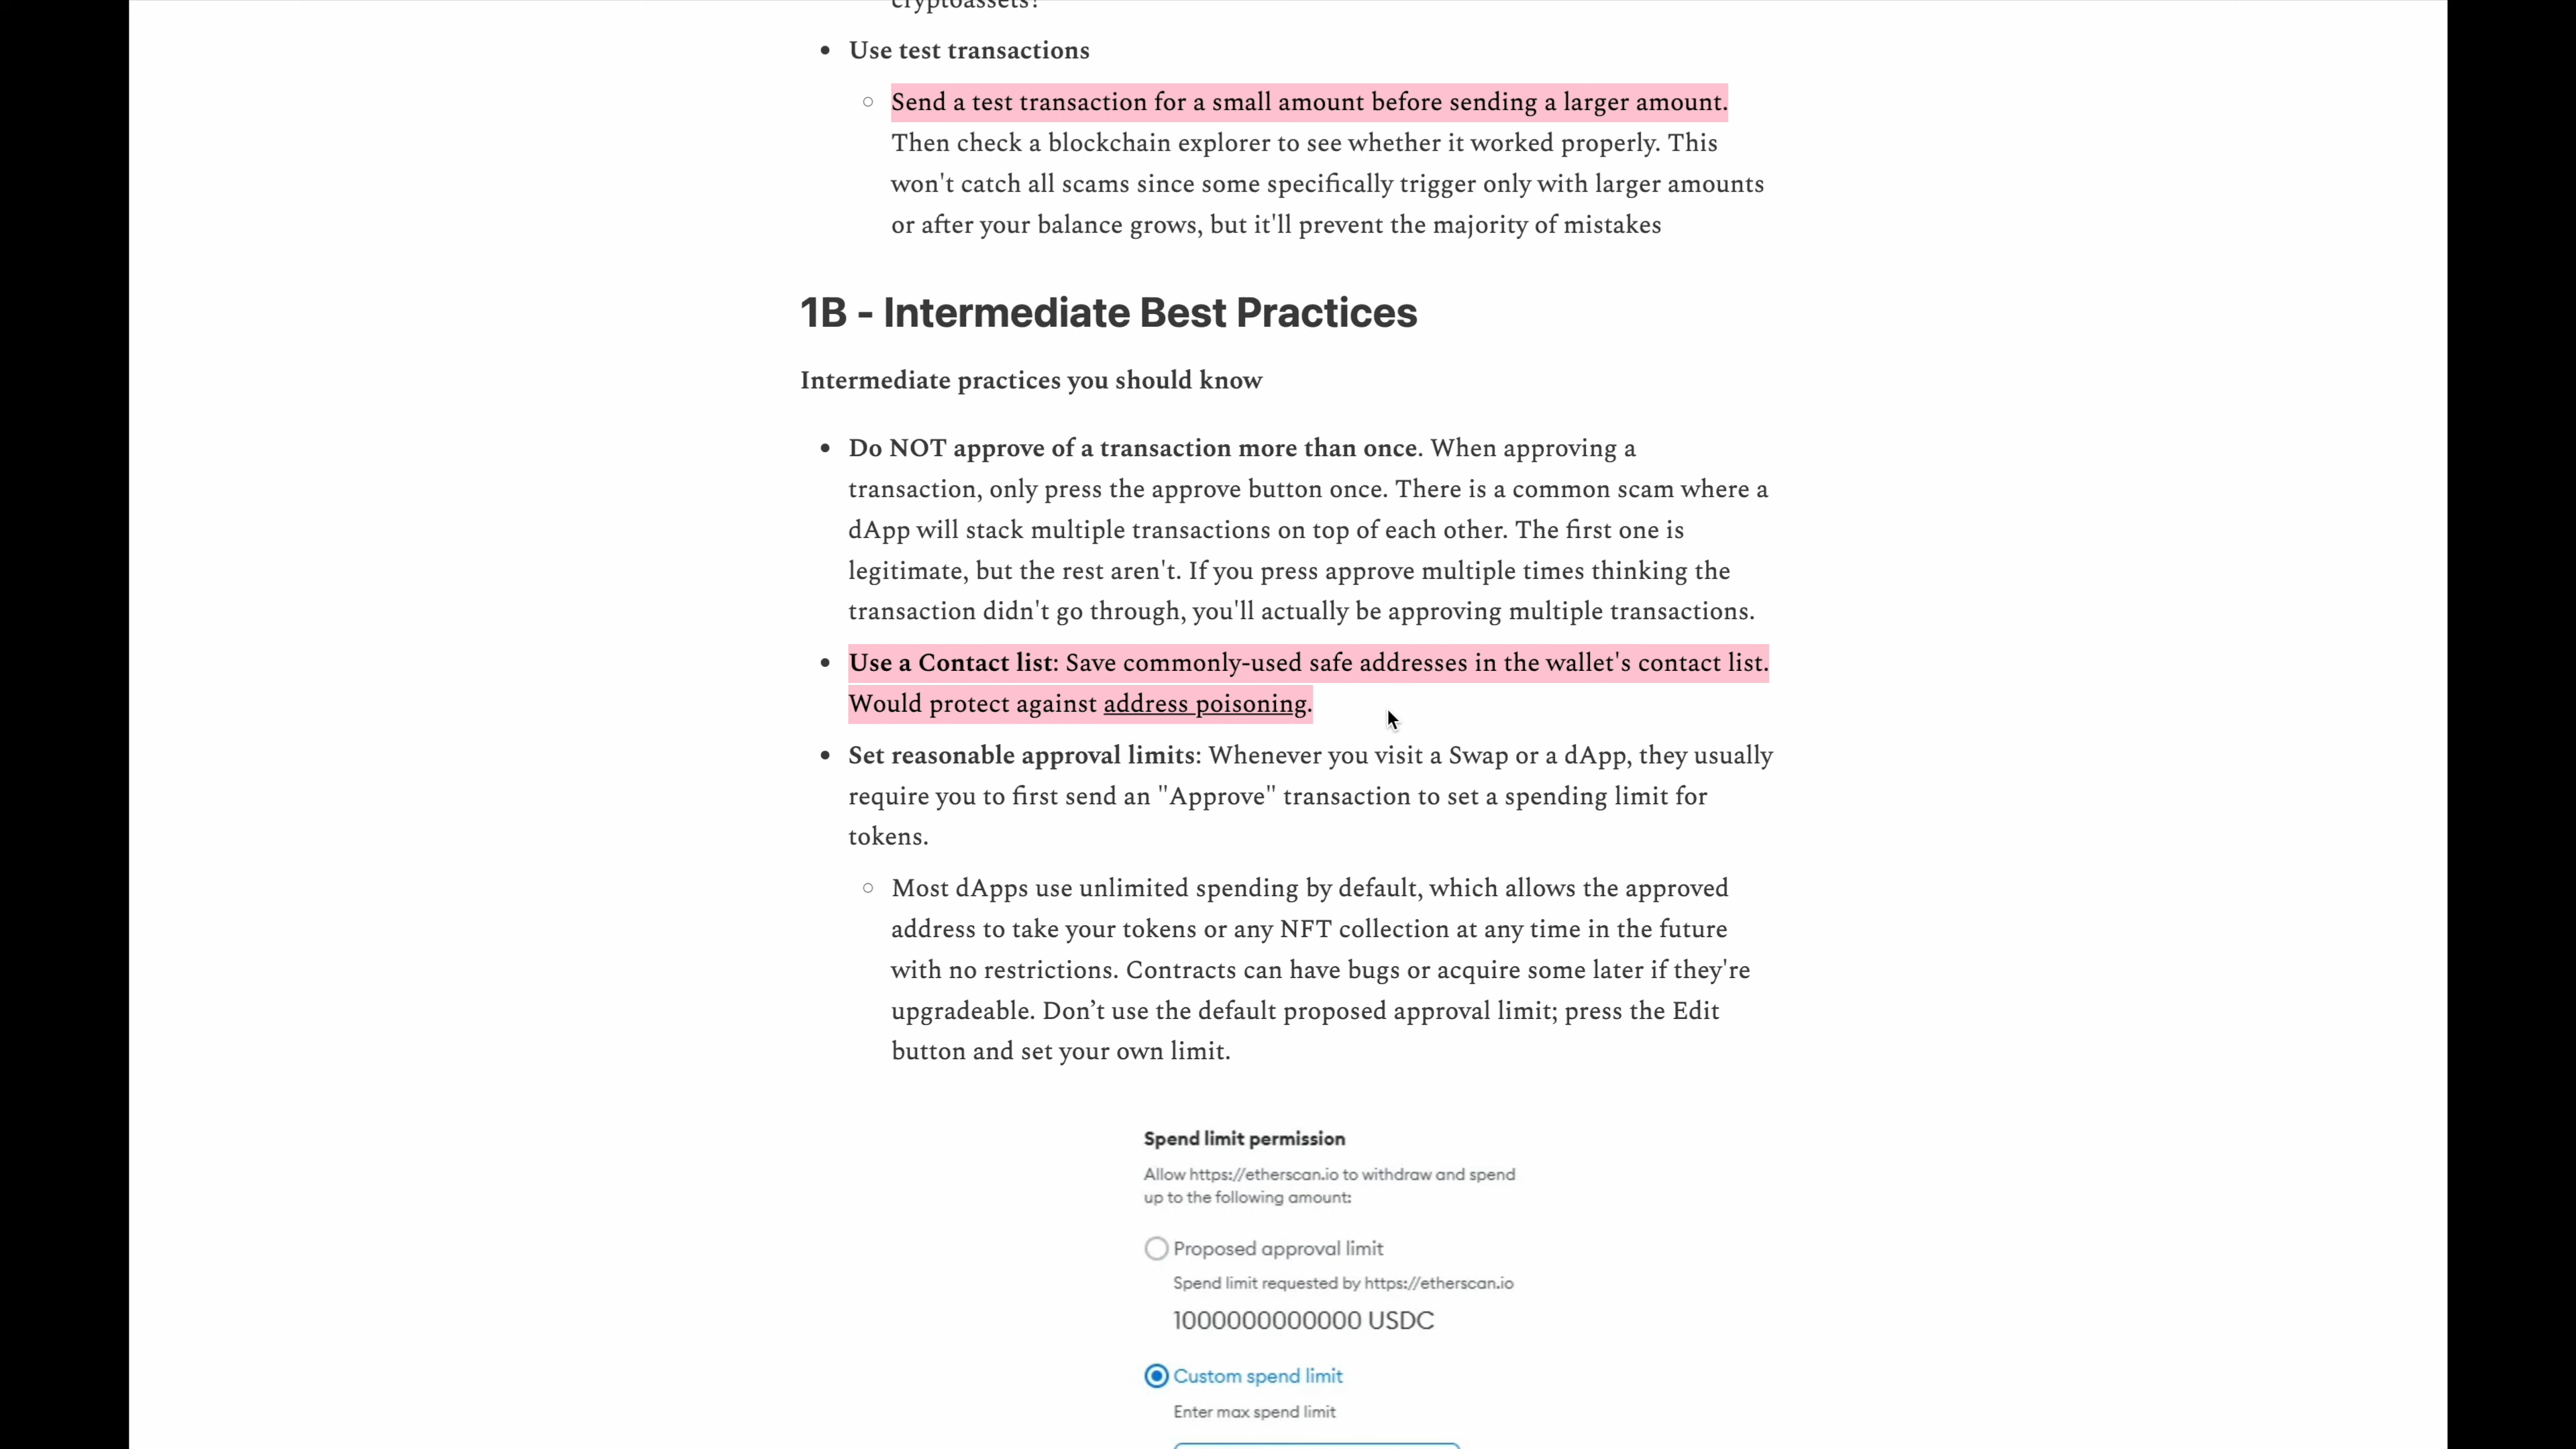 cryptoassets?
Use test transactions
Send a test transaction for a small amount before sending a larger amount.
Then check a blockchain explorer to see whether it worked properly. This
won't catch all scams since some specifically trigger only with larger amounts
or after your balance grows, but it'll prevent the majority of mistakes
1B - Intermediate Best Practices
Intermediate practices you should know
Do NOT approve of a transaction more than once. When approving a
transaction, only press the approve button once. There is a common scam where a
dApp will stack multiple transactions on top of each other. The first one is
legitimate, but the rest aren't. If you press approve multiple times thinking the
transaction didn't go through, you'll actually be approving multiple transactions.
Use a Contact list: Save commonly-used safe addresses in the wallet's contact list.
Would protect against address poisoning.
Set reasonable approval limits: Whenever you visit a Swap or a dApp, they usually
require you to first send an "Approve" transaction to set a spending limit for
tokens.
Most dApps use unlimited spending by default, which allows the approved
address to take your tokens or any NFT collection at any time in the future
with no restrictions. Contracts can have bugs or acquire some later if they're
upgradeable. Don’t use the default proposed approval limit; press the Edit
button and set your own limit.
Spend limit permission
Allow https://etherscan.io to withdraw and spend
up to the following amount:
Proposed approval limit
Spend limit requested by https://etherscan.io
1000000000000 USDC
Custom spend limit
Enter max spend limit